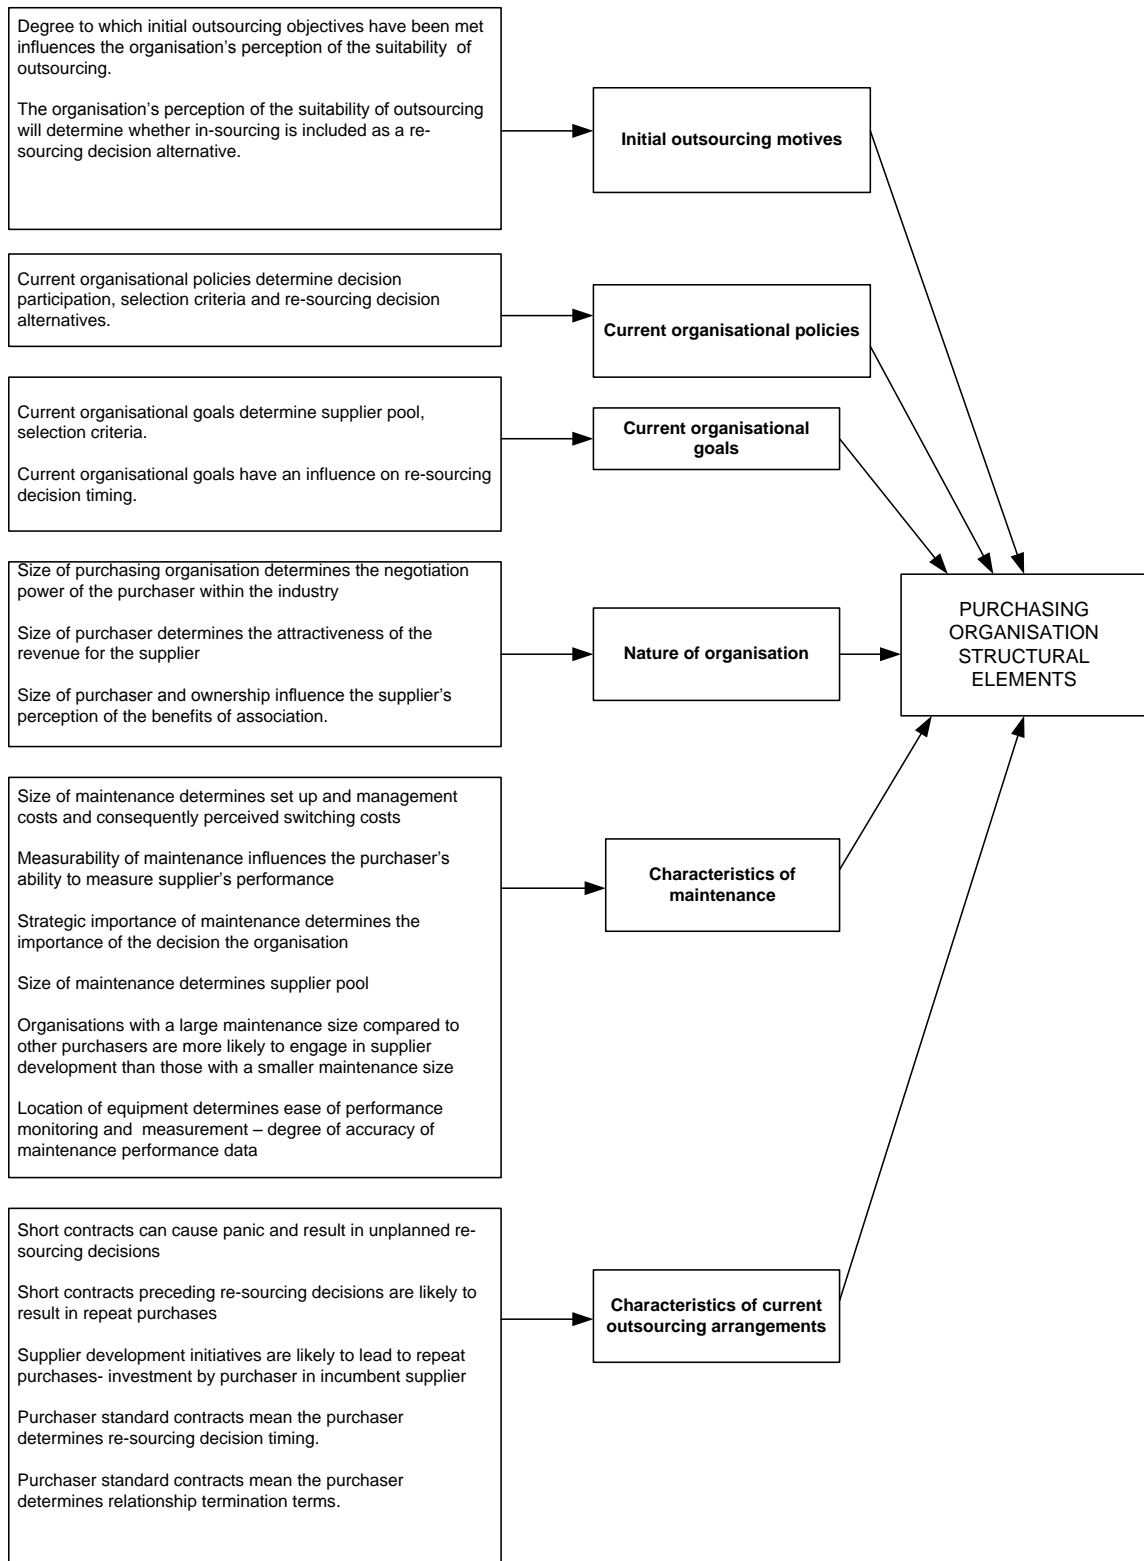 Degree to which initial outsourcing objectives have been met
influences the organisation's perception of the suitability  of
outsourcing.
The organisation's perception of the suitability of outsourcing
will determine whether in-sourcing is included as a re-
sourcing decision alternative.
Initial outsourcing motives
Current organisational policies determine decision
participation, selection criteria and re-sourcing decision
alternatives.
Current organisational policies
Current organisational goals determine supplier pool,
selection criteria.
Current organisational goals have an influence on re-sourcing
decision timing.
Current organisational
goals
Size of purchasing organisation determines the negotiation
power of the purchaser within the industry
Size of purchaser determines the attractiveness of the
revenue for the supplier
Size of purchaser and ownership influence the supplier's
perception of the benefits of association.
Nature of organisation
PURCHASING
ORGANISATION
STRUCTURAL
ELEMENTS
Size of maintenance determines set up and management
costs and consequently perceived switching costs
Measurability of maintenance influences the purchaser's
ability to measure supplier's performance
Strategic importance of maintenance determines the
importance of the decision the organisation
Size of maintenance determines supplier pool
Organisations with a large maintenance size compared to
other purchasers are more likely to engage in supplier
development than those with a smaller maintenance size
Location of equipment determines ease of performance
monitoring and  measurement – degree of accuracy of
maintenance performance data
Characteristics of
maintenance
Short contracts can cause panic and result in unplanned re-
sourcing decisions
Short contracts preceding re-sourcing decisions are likely to
result in repeat purchases
Supplier development initiatives are likely to lead to repeat
purchases- investment by purchaser in incumbent supplier
Purchaser standard contracts mean the purchaser
determines re-sourcing decision timing.
Purchaser standard contracts mean the purchaser
determines relationship termination terms.
Characteristics of current
outsourcing arrangements